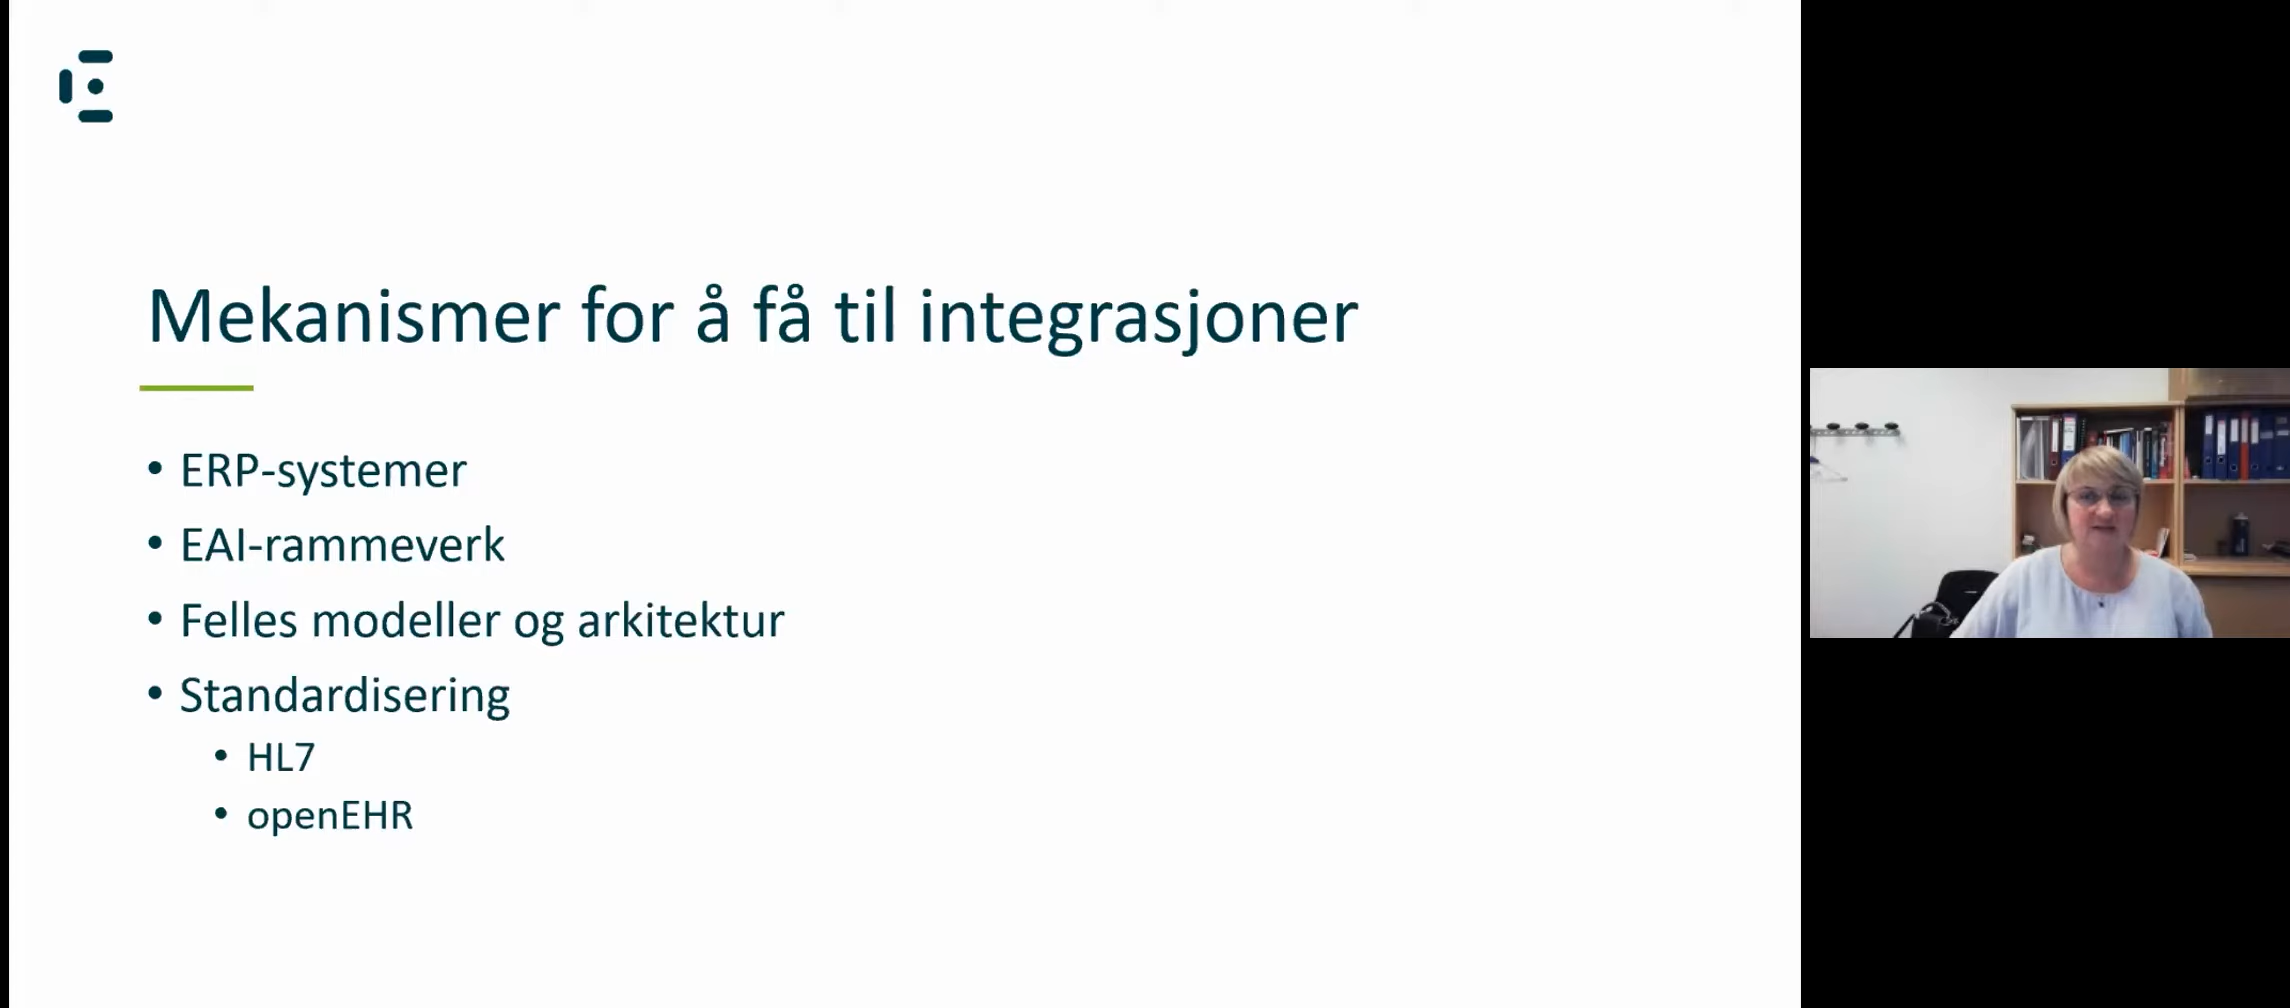 Mekanismer for å få til integrasjoner
• ERP-systemer
• EAI-rammeverk
• Felles modeller og arkitektur
• Standardisering
• HL7
• openEHR